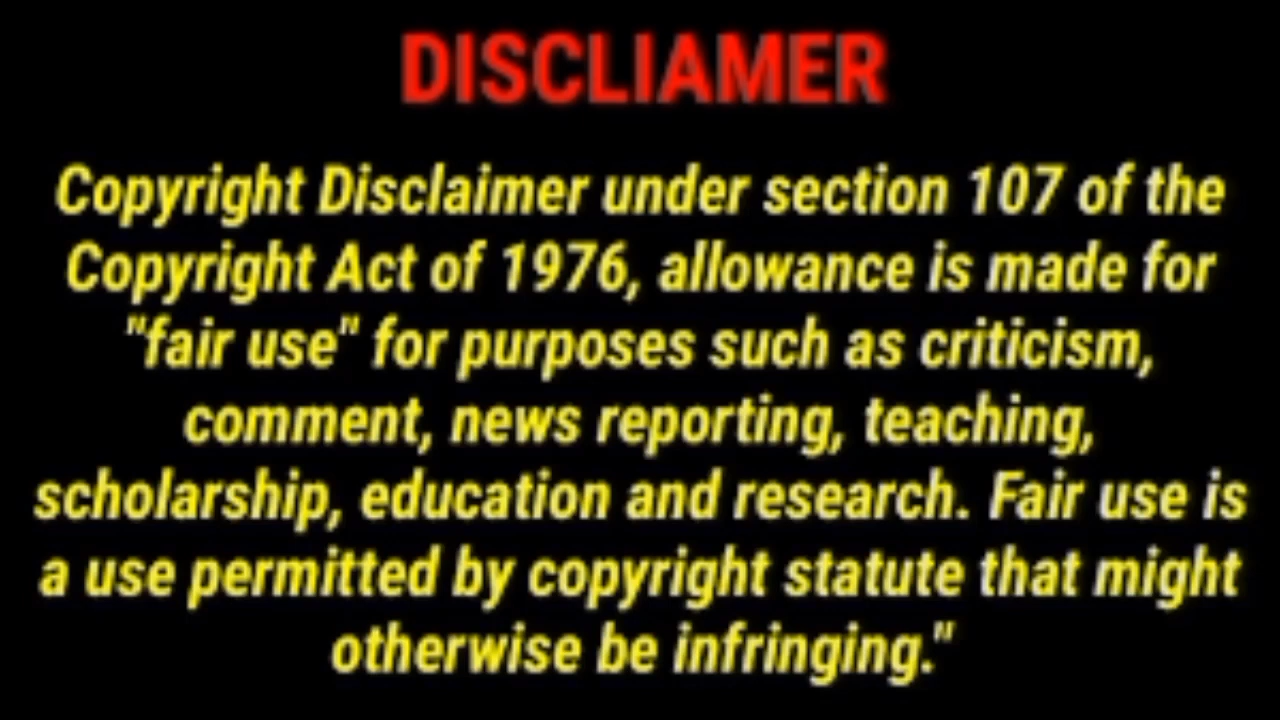 DISCLIAMER
Copyright Disclaimer under section 107 of the
Copyright Act of 1976, allowance is made for
"fair use" for purposes such as criticism,
comment, news reporting, teaching,
scholarship, education and research. Fair use is
a use permitted by copyright statute that might
otherwise be infringing."